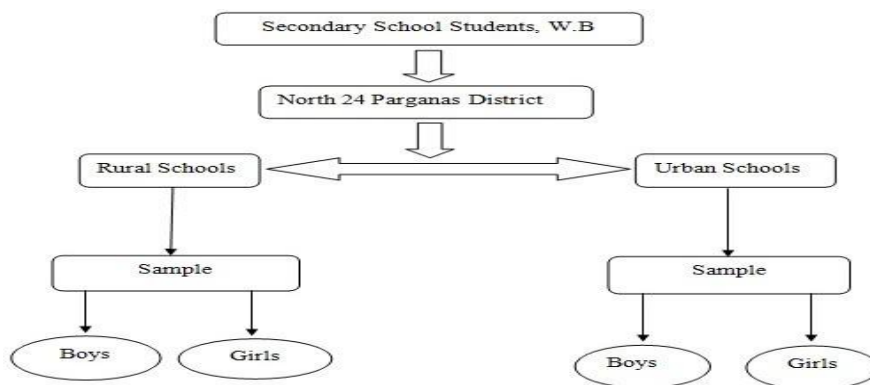 Secondary School Students, W.B
North 24 Parganas District
Rural Schools
Urban Schools
Sample
Sample
Boys
Girls
Boys
Girls